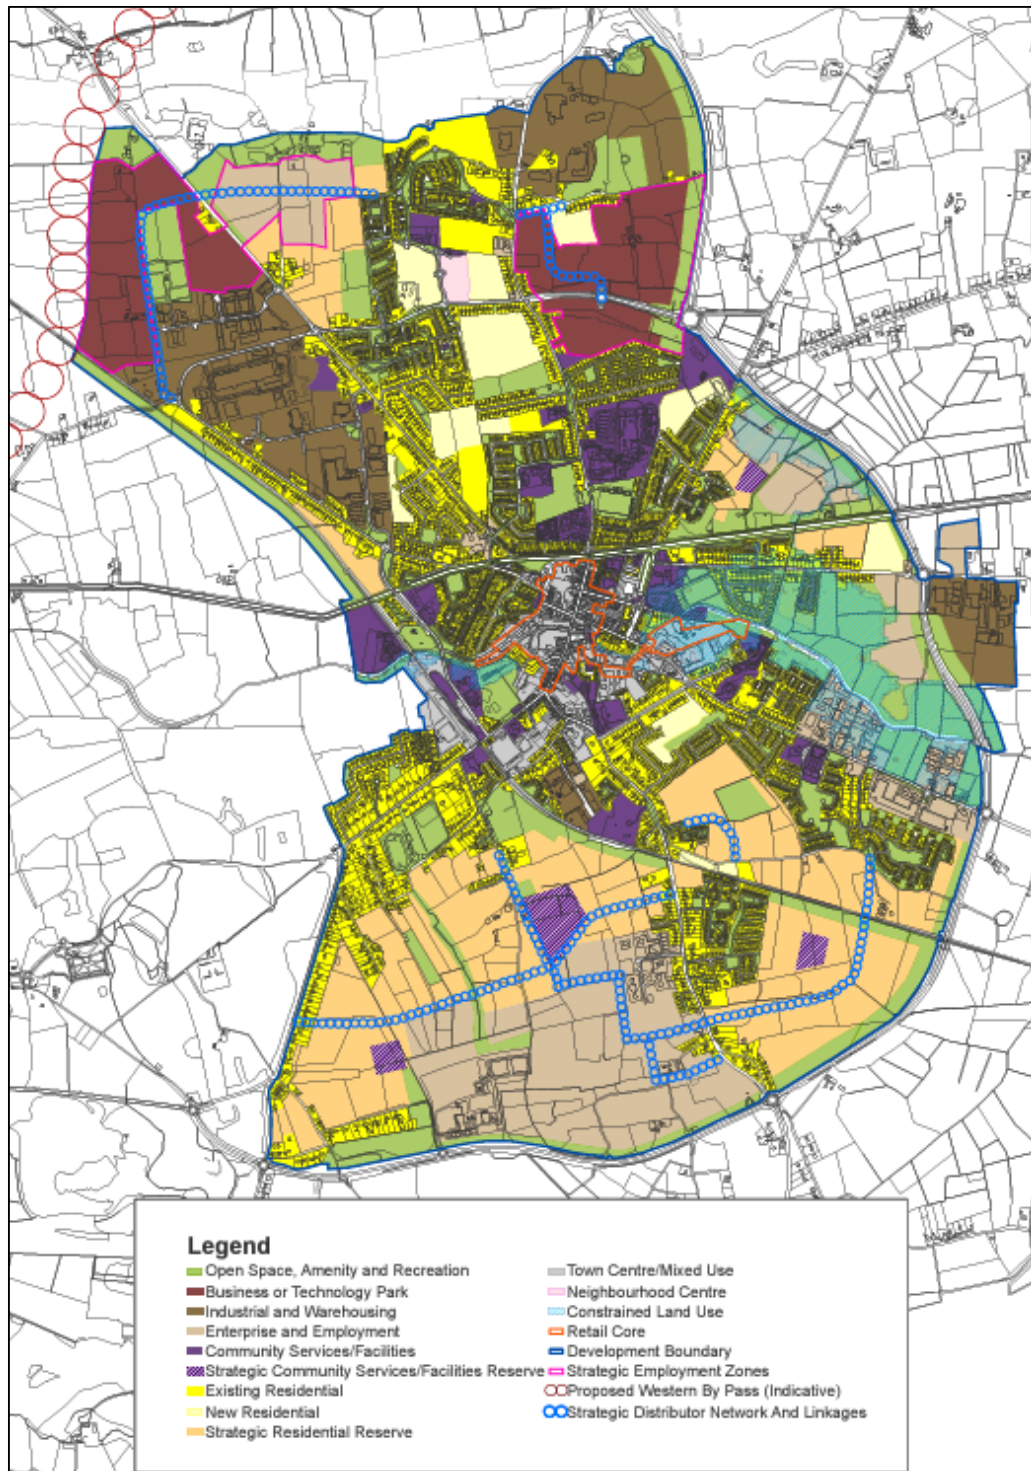 Legend
Open Space, Amenity and Recreation
Business or Technology Park
Industrial and Warehousing
Enterprise and Employment
Community Services/Facilities
Strategic Community Services/Facilities Reserve
Existing Residential
New Residential
Strategic Residential Reserve
Town Centre/Mixed Use
Neighbourhood Centre
Constrained Land Use
Retail Core
Development Boundary
Strategic Employment Zones
Proposed Western By Pass (Indicative)
Strategic Distributor Network And Linkages